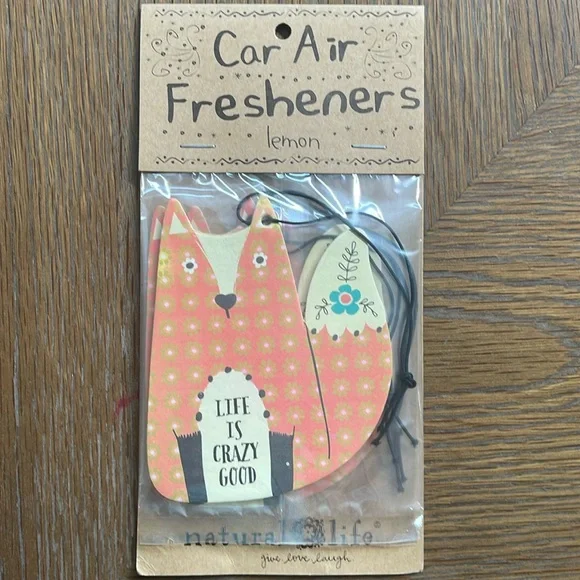 Car Air
Fresheners
lemon
LIFE
IS
CRAZY
GOOD
natural life®
give love laugh